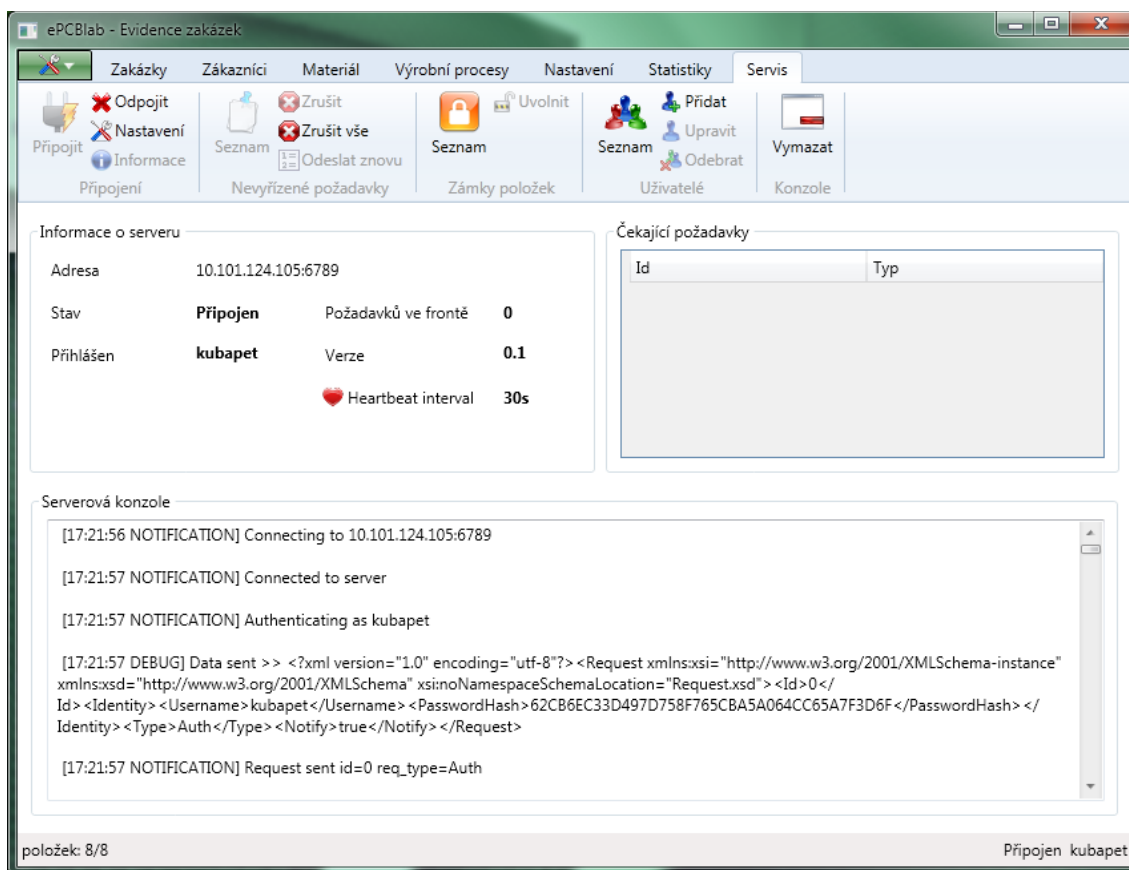 ePCBlab - Evidence zakázek
Zakázky Zákazníci Materiál Výrobní procesy Nastavení Statistiky Servis
Připojit
Odpojit
Nastavení
Informace
Připojení
Seznam
Zrušit
Zrušit vše
Odeslat znovu
Nevyřízené požadavky
Seznam
Uvolnit
Zámky položek
Seznam
Přidat
Upravit
Odebrat
Uživatelé
Vymazat
Konzole
Informace o serveru
Adresa 10.101.124.105:6789
Stav Připojen Požadavků ve frontě 0
Přihlášen kubapet Verze 0.1
Heartbeat interval 30s
Čekající požadavky
Id Typ
Serverová konzole
[17:21:56 NOTIFICATION] Connecting to 10.101.124.105:6789
[17:21:57 NOTIFICATION] Connected to server
[17:21:57 NOTIFICATION] Authenticating as kubapet
[17:21:57 DEBUG] Data sent >> <?xml version="1.0" encoding="utf-8"?><Request xmlns:xsi="http://www.w3.org/2001/XMLSchema-instance"
xmlns:xsd="http://www.w3.org/2001/XMLSchema" xsi:noNamespaceSchemaLocation="Request.xsd"><Id>0</
Id><Identity><Username>kubapet</Username><PasswordHash>62CB6EC33D497D758F765CBA5A064CC65A7F3D6F</PasswordHash></
Identity><Type>Auth</Type><Notify>true</Notify></Request>
[17:21:57 NOTIFICATION] Request sent id=0 req_type=Auth
položek: 8/8 Připojen kubapet